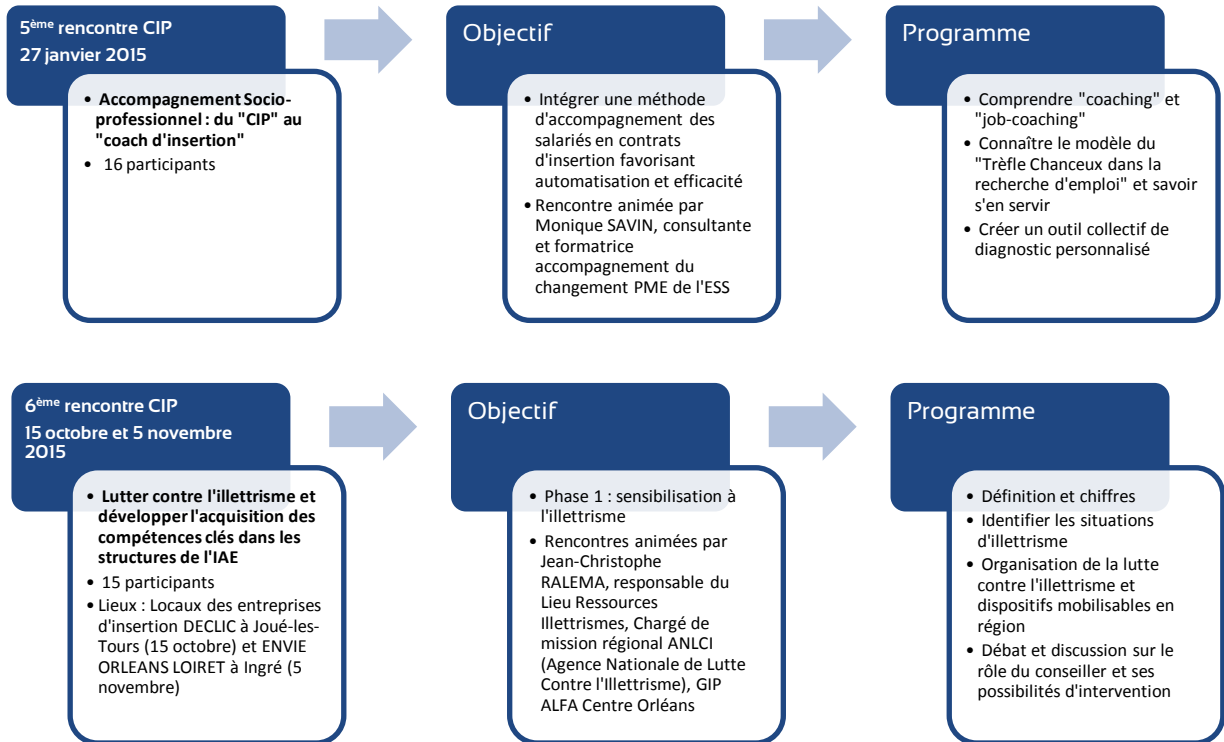 5ème rencontre CIP
27 janvier 2015
• Accompagnement Socio-
professionnel : du "CIP" au
"coach d'insertion"
• 16 participants
Objectif
• Intégrer une méthode
d'accompagnement des
salariés en contrats
d'insertion favorisant
automatisation et efficacité
• Rencontre animée par
Monique SAVIN, consultante
et formatrice
accompagnement du
changement PME de l'ESS
Programme
• Comprendre "coaching" et
"job-coaching"
• Connaître le modèle du
"Trèfle Chanceux dans la
recherche d'emploi" et savoir
s'en servir
• Créer un outil collectif de
diagnostic personnalisé
6ème rencontre CIP
15 octobre et 5 novembre
2015
• Lutter contre l'illettrisme et
développer l'acquisition des
compétences clés dans les
structures de l'IAE
• 15 participants
• Lieux : Locaux des entreprises
d'insertion DECLIC à Joué-les-
Tours (15 octobre) et ENVIE
ORLEANS LOIRET à Ingré (5
novembre)
Objectif
• Phase 1 : sensibilisation à
l'illettrisme
• Rencontres animées par
Jean-Christophe
RALEMA, responsable du
Lieu Ressources
Illettrismes, Chargé de
mission régional ANLCI
(Agence Nationale de Lutte
Contre l'Illettrisme), GIP
ALFA Centre Orléans
Programme
• Définition et chiffres
• Identifier les situations
d'illettrisme
• Organisation de la lutte
contre l'illettrisme et
dispositifs mobilisables en
région
• Débat et discussion sur le
rôle du conseiller et ses
possibilités d'intervention